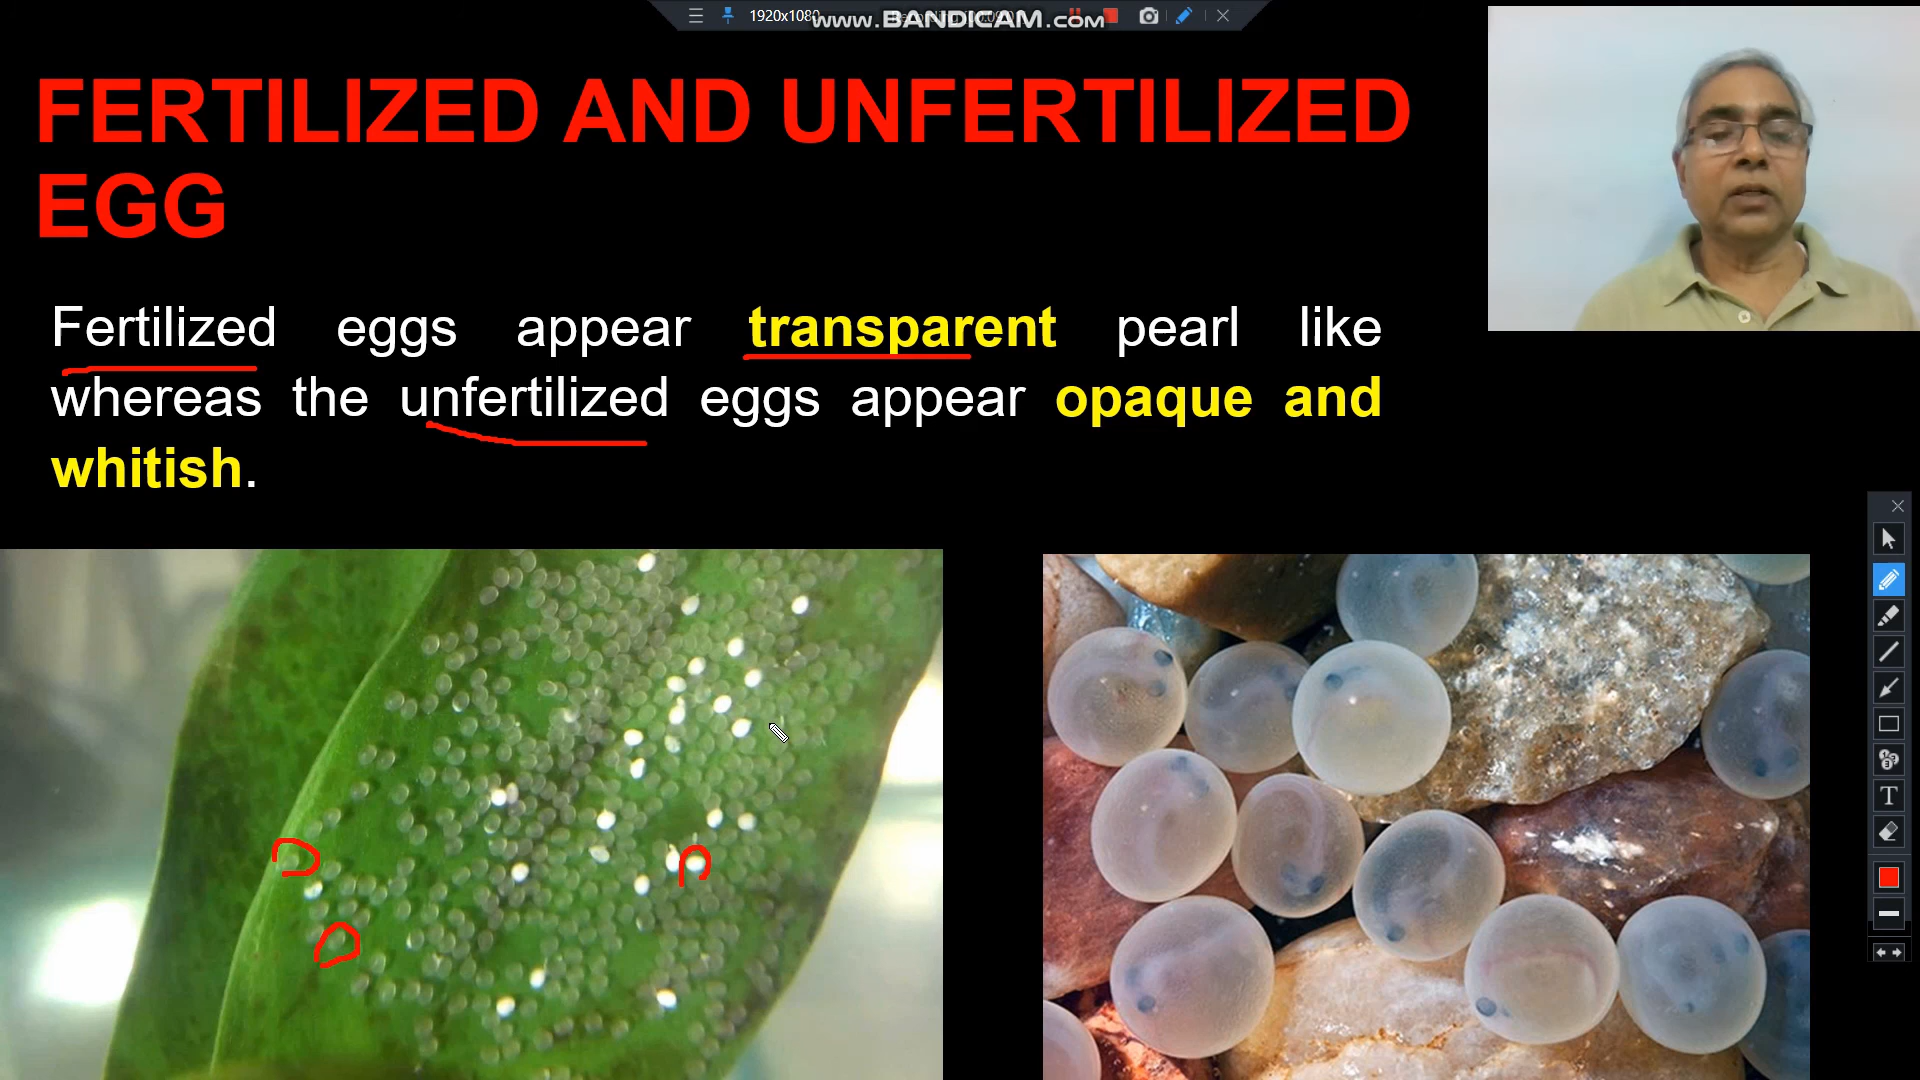 1920x1080
www.BANDICAM.com
FERTILIZED AND UNFERTILIZED
EGG
Fertilized eggs appear transparent pearl like
whereas the unfertilized eggs appear opaque and
whitish.
T